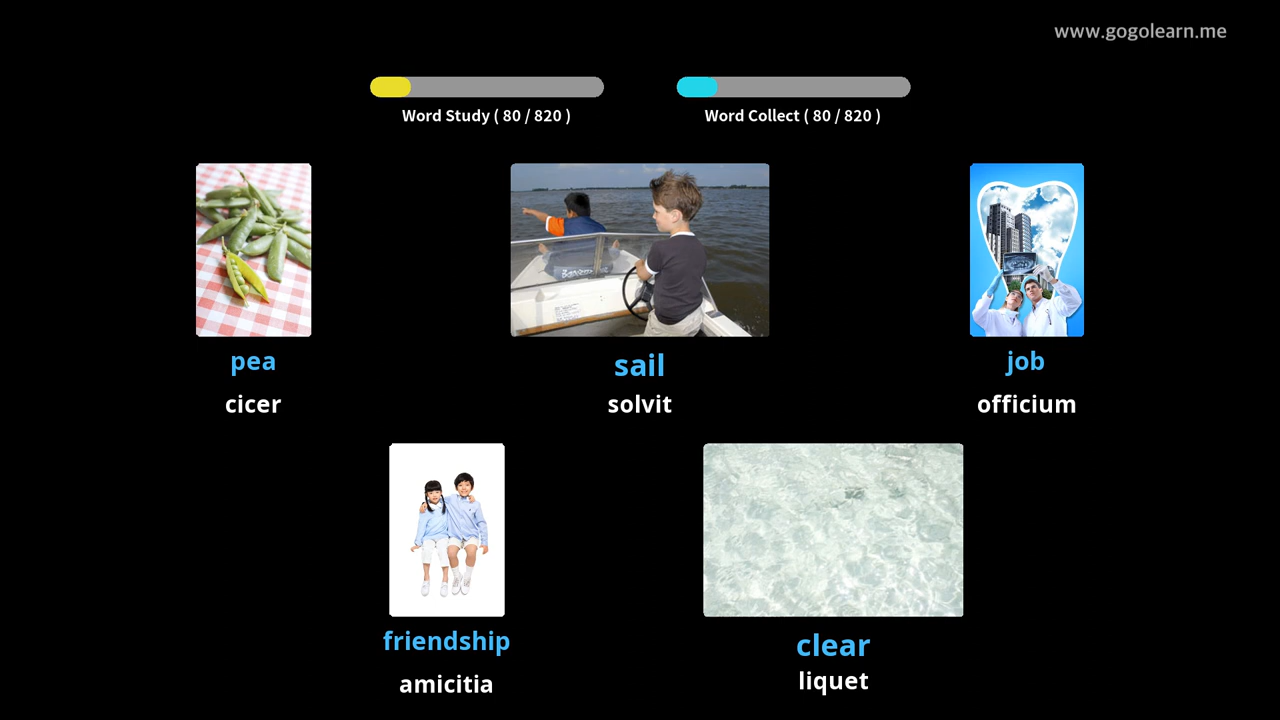 www.gogolearn.me
Word Study ( 80 / 820 )
Word Collect ( 80 / 820 )
pea
cicer
sail
solvit
job
officium
friendship
amicitia
clear
liquet